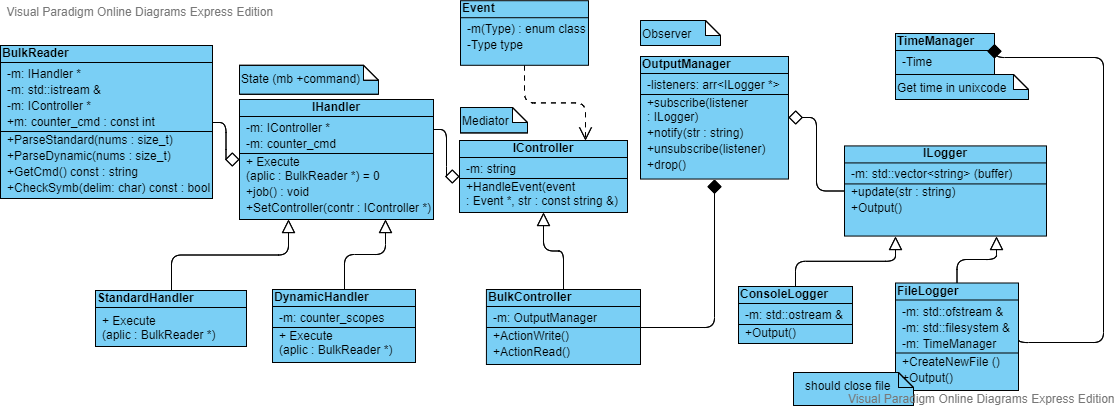 Visual Paradigm Online Diagrams Express Edition
BulkReader
-m: IHandler *
-m: std::istream &
-m: IController *
+m: counter_cmd : const int
+ParseStandard(nums : size_t)
+ParseDynamic(nums : size_t)
+GetCmd() const : string
+CheckSymb(delim: char) const : bool
State (mb +command)
IHandler
-m: IController *
-m: counter_cmd
+ Execute
(aplic : BulkReader *) = 0
+job() : void
+SetController(contr : IController *)
Event
-m(Type) : enum class
-Type type
Mediator
IController
-m: string
+HandleEvent(event
: Event *, str : const string &)
Observer
OutputManager
-listeners: arr<ILogger *>
+subscribe(listener
: ILogger)
+notify(str : string)
+unsubscribe(listener)
+drop()
TimeManager
-Time
Get time in unixcode
ILogger
-m: std::vector<string> (buffer)
+update(str : string)
+Output()
StandardHandler
+ Execute
(aplic : BulkReader *)
DynamicHandler
-m: counter_scopes
+ Execute
(aplic : BulkReader *)
BulkController
-m: OutputManager
+ActionWrite()
+ActionRead()
ConsoleLogger
-m: std::ostream &
+Output()
FileLogger
-m: std::ofstream &
-m: std::filesystem &
-m: TimeManager
+CreateNewFile ()
+Output()
should close file
Visual Paradigm Online Diagrams Express Edition